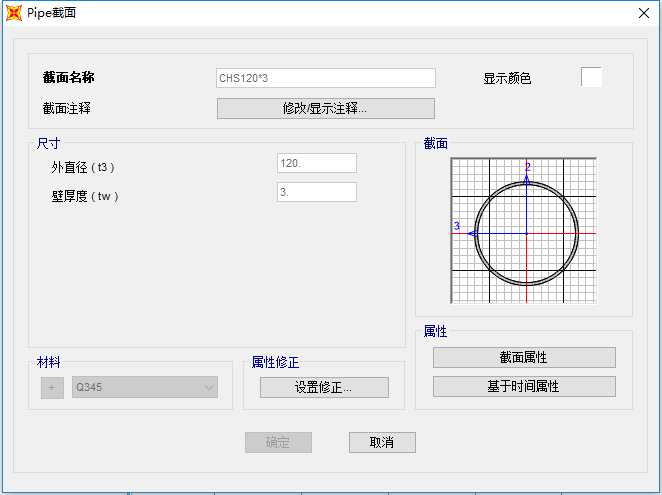 Pipe截面
截面名称
CHS120*3
显示颜色
截面注释
修改/显示注释...
尺寸
外直径 ( t3 )
120.
壁厚度 ( tw )
3.
截面
2
3
属性
截面属性
基于时间属性
材料
+
Q345
属性修正
设置修正...
确定
取消